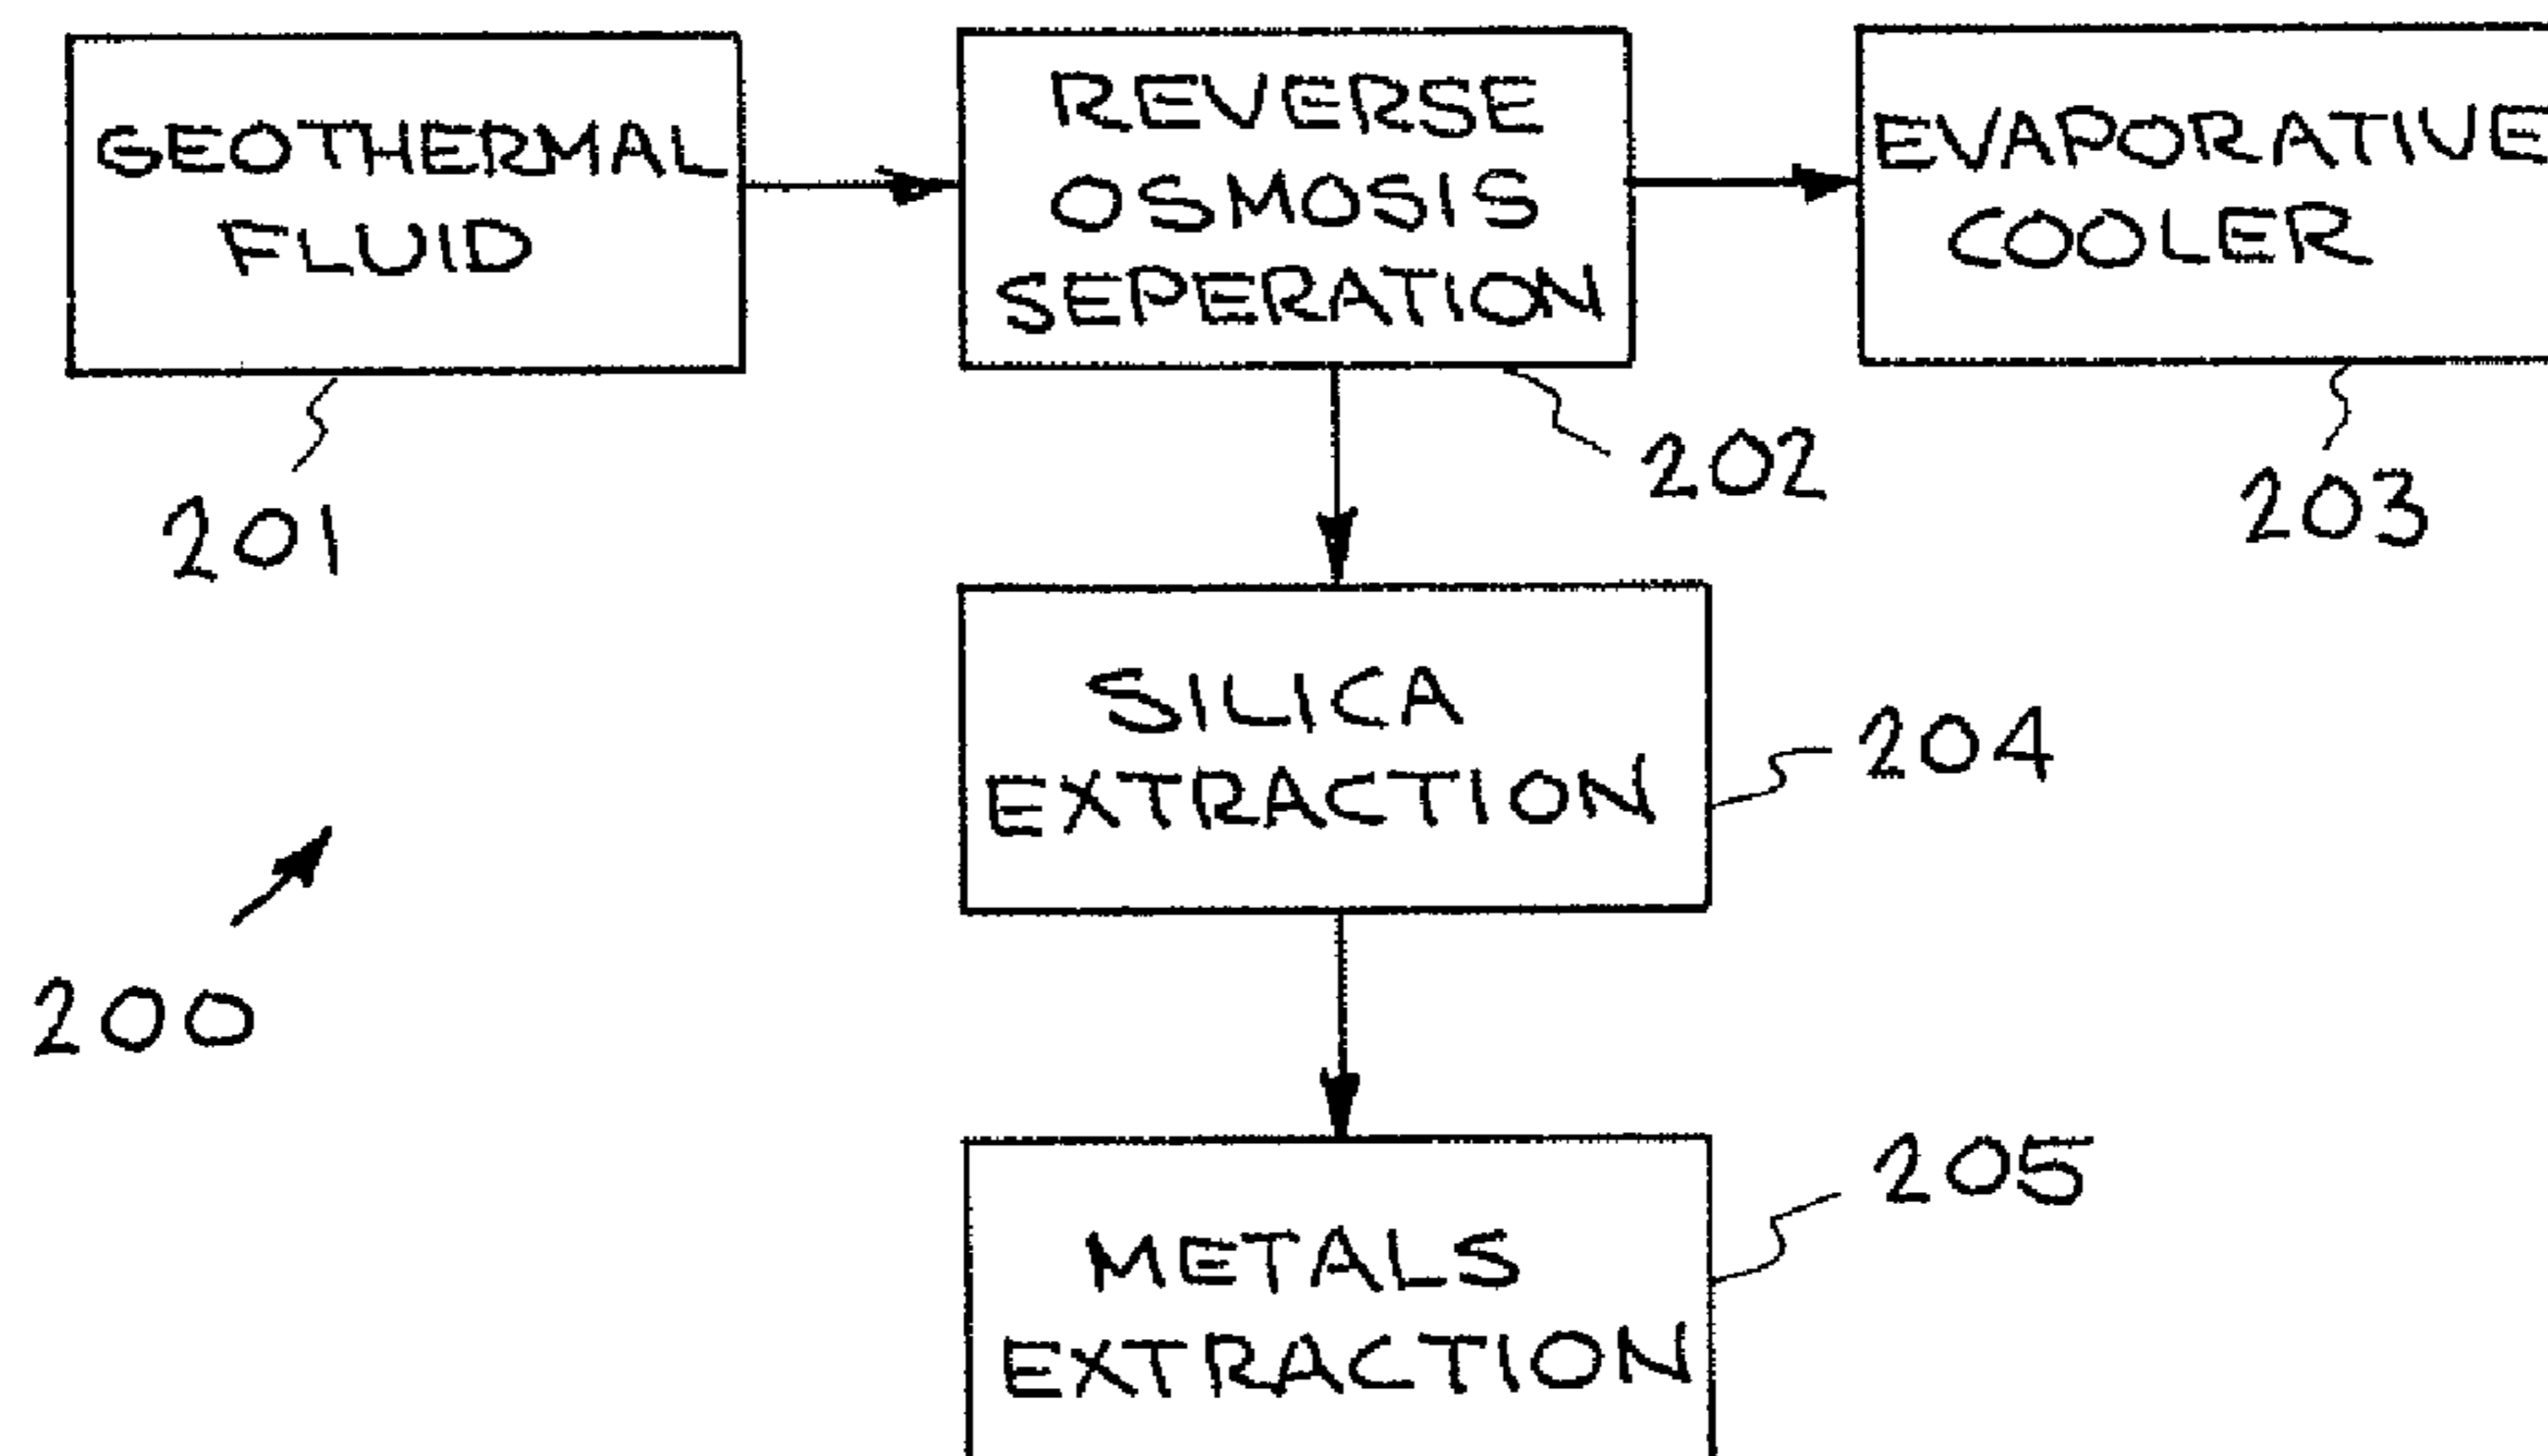 GEOTHERMAL
FLUID
REVERSE
OSMOSIS
SEPERATION
EVAPORATIVE
COOLER
201
202
203
SILICA
EXTRACTION
204
200
METALS
EXTRACTION
205